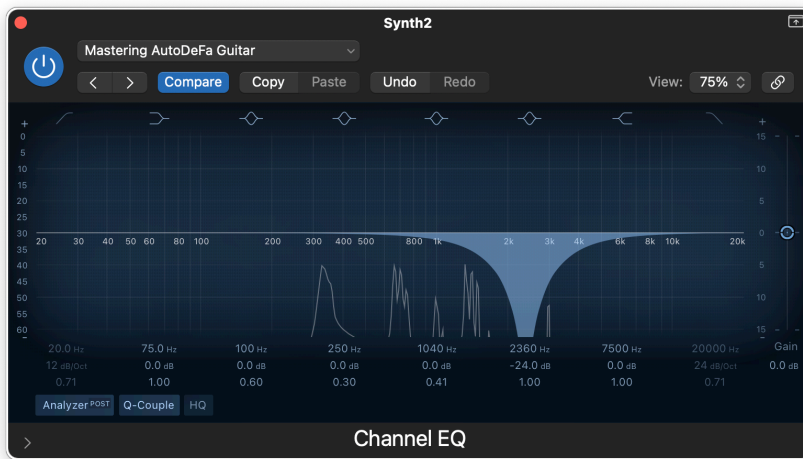 Synth2
Mastering AutoDeFa Guitar
Compare Copy Paste Undo Redo View: 75%
+ +
0 15
5
10 10
15
20 5
25
30 0
20 30 40 50 60 80 100 200 300 400 500 800 1k 2k 3k 4k 6k 8k 10k 20k
35
40 5
45
50 10
55
60 15
- -
20.0 Hz 75.0 Hz 100 Hz 250 Hz 1040 Hz 2360 Hz 7500 Hz 20000 Hz Gain
12 dB/Oct 0.0 dB 0.0 dB 0.0 dB 0.0 dB -24.0 dB 0.0 dB 24 dB/Oct 0.0 dB
0.71 1.00 0.60 0.30 0.41 1.00 1.00 0.71
Analyzer POST Q-Couple HQ
Channel EQ